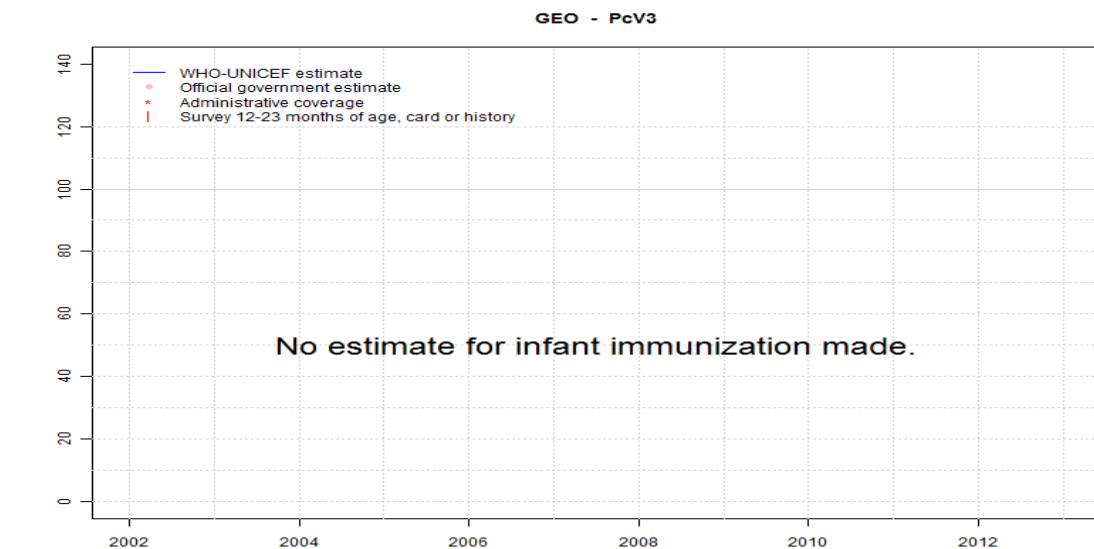 GEO - PcV3
WHO-UNICEF estimate
Official government estimate
Administrative coverage
Survey 12-23 months of age, card or history
140
120
100
80
60
40
20
0
No estimate for infant immunization made.
2002 2004 2006 2008 2010 2012